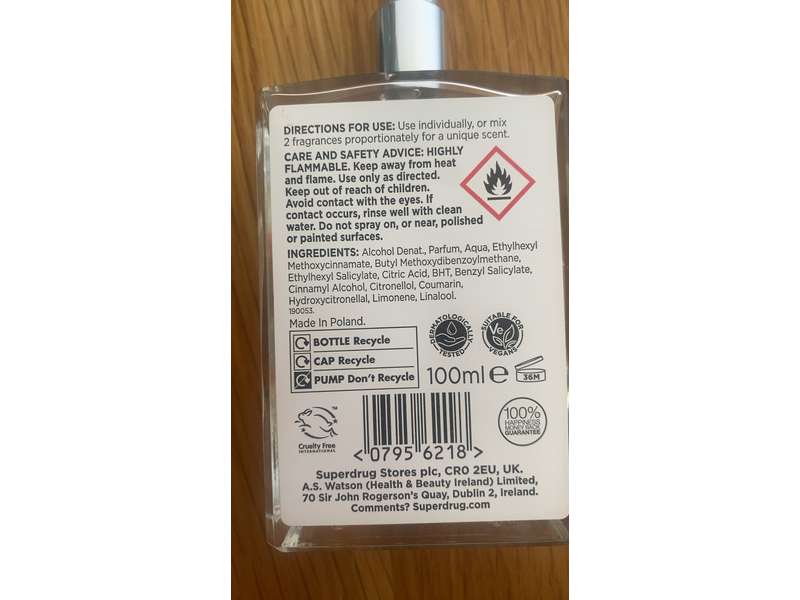 DIRECTIONS FOR USE: Use individually, or mix
2 fragrances proportionately for a unique scent.
CARE AND SAFETY ADVICE: HIGHLY
FLAMMABLE. Keep away from heat
and flame. Use only as directed.
Keep out of reach of children.
Avoid contact with the eyes. If
contact occurs, rinse well with clean
water. Do not spray on, or near, polished
or painted surfaces.
INGREDIENTS: Alcohol Denat., Parfum, Aqua, Ethylhexyl
Methoxycinnamate, Butyl Methoxydibenzoylmethane,
Ethylhexyl Salicylate, Citric Acid, BHT, Benzyl Salicylate,
Cinnamyl Alcohol, Citronellol, Coumarin,
Hydroxycitronellal, Limonene, Linalool.
190053.
Made In Poland.
DERMATOLOGICALLY
TESTED
SUITABLE FOR
Ve
VEGANS
BOTTLE Recycle
CAP Recycle
PUMP Don't Recycle
100ml e
36M
TM
Cruelty Free
INTERNATIONAL
<0795 6218>
100%
HAPPINESS
MONEY BACK
GUARANTEE
Superdrug Stores plc, CR0 2EU, UK.
A.S. Watson (Health & Beauty Ireland) Limited,
70 Sir John Rogerson's Quay, Dublin 2, Ireland.
Comments? Superdrug.com